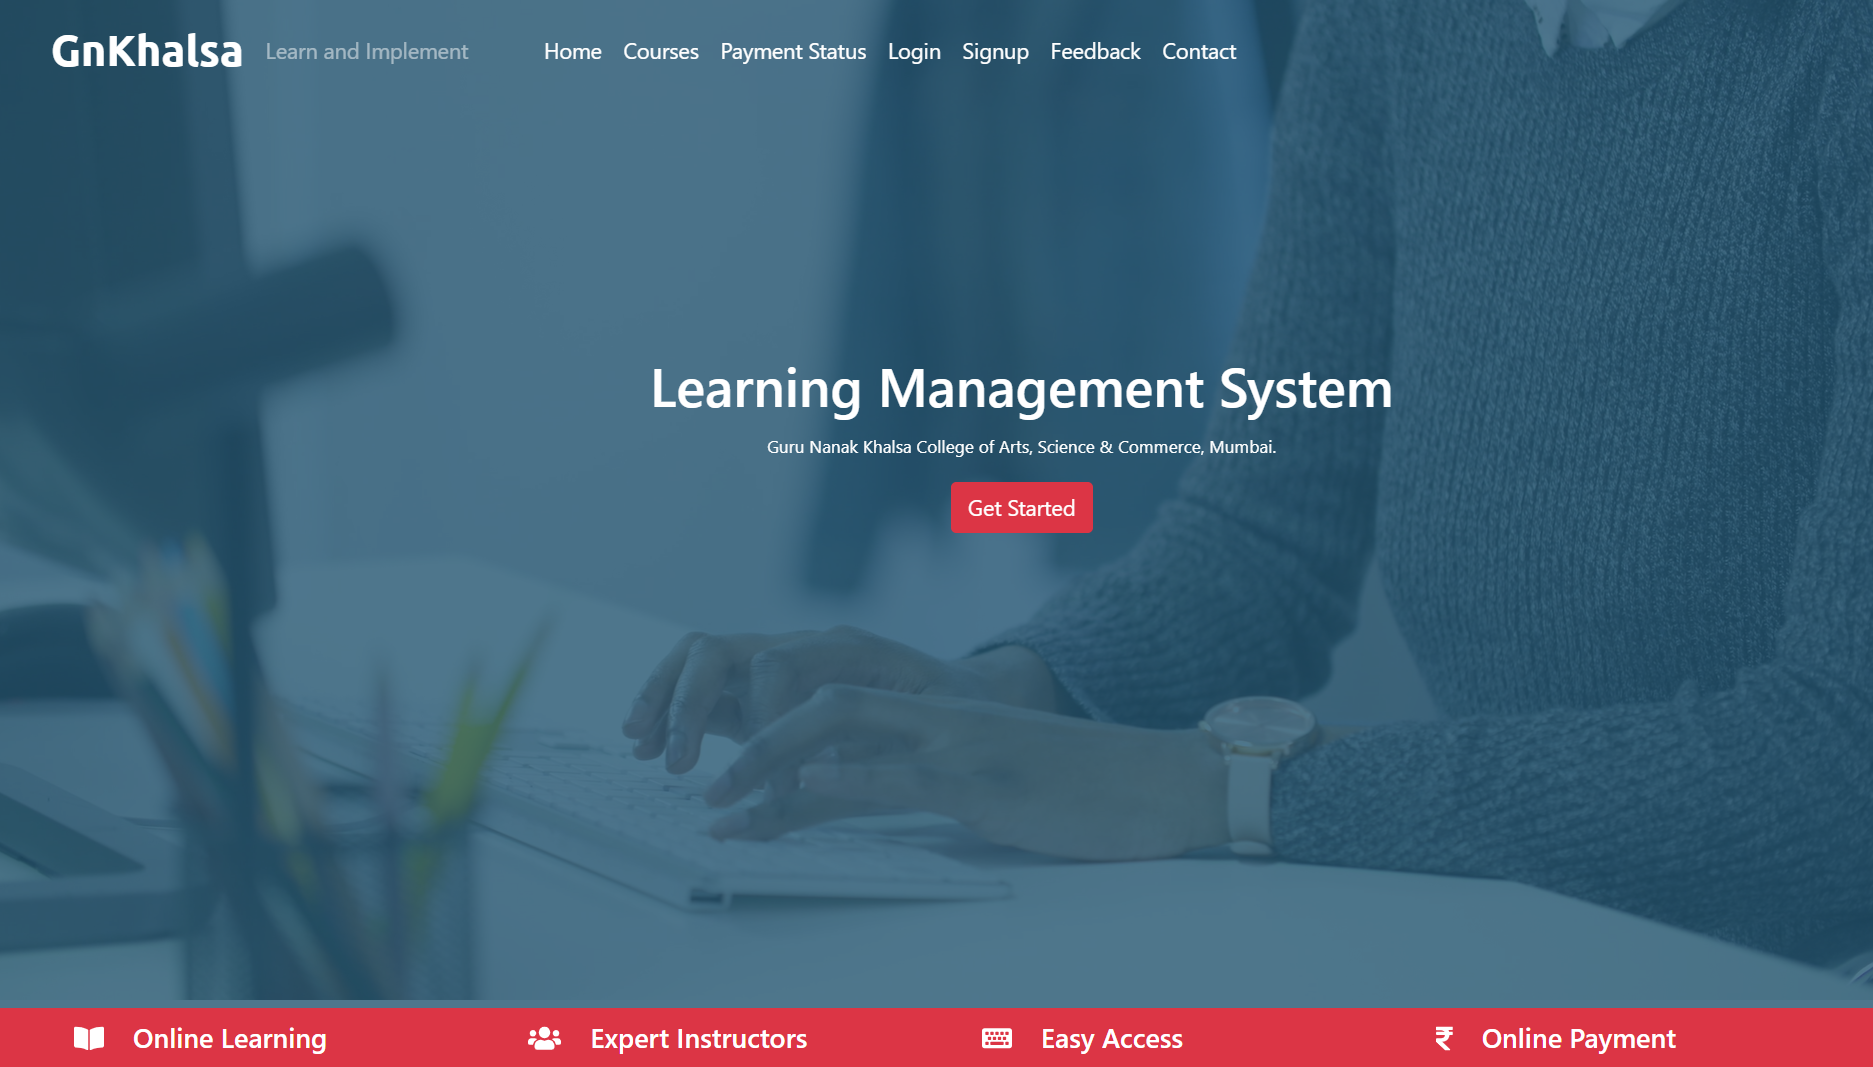 GnKhalsa Learn and Implement Home Courses Payment Status Login Signup Feedback Contact
Learning Management System
Guru Nanak Khalsa College of Arts, Science & Commerce, Mumbai.
Get Started
Online Learning Expert Instructors Easy Access ₹ Online Payment